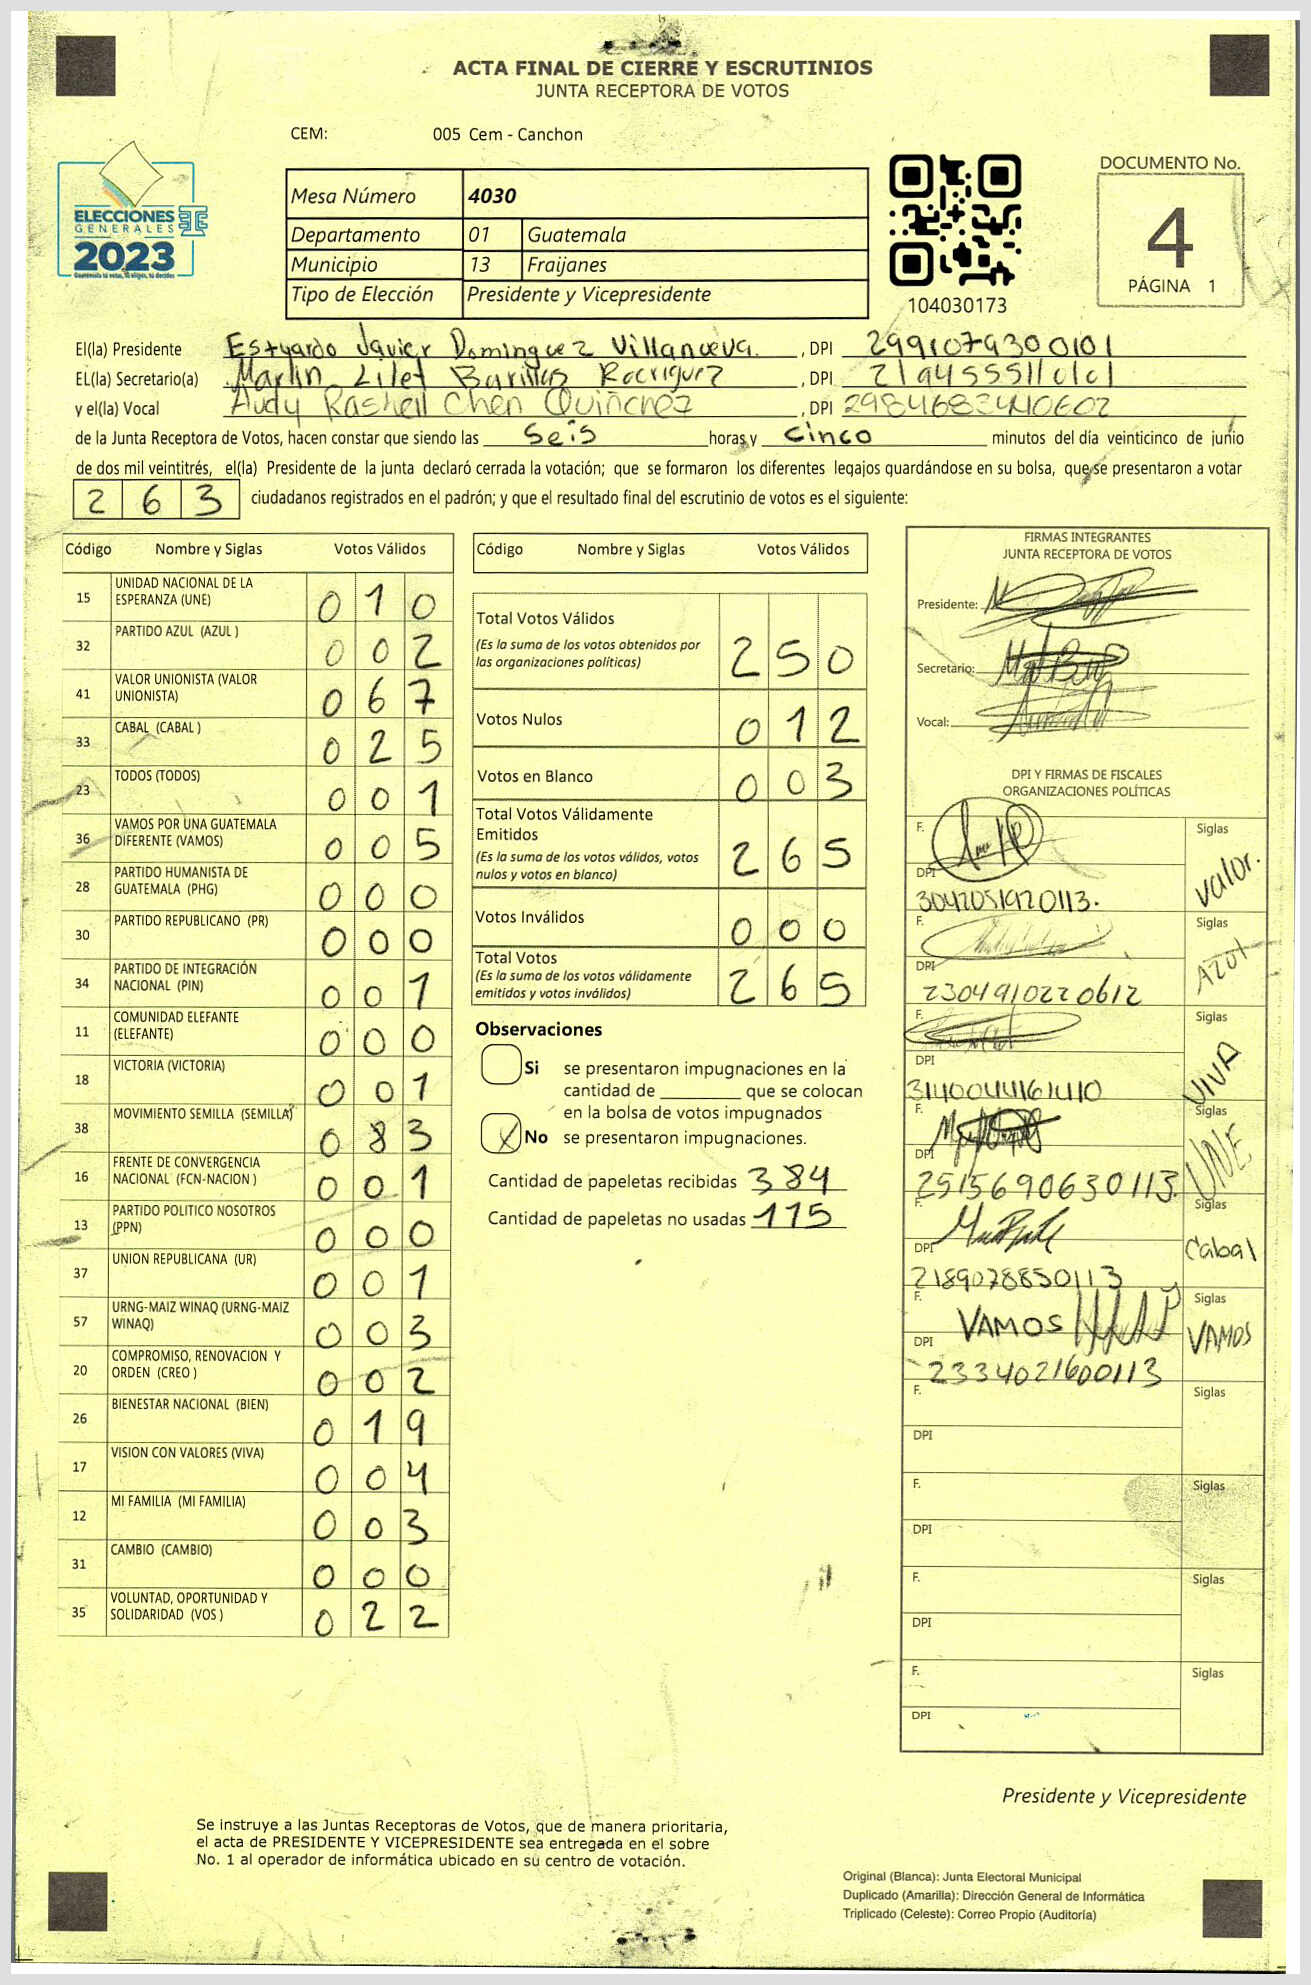 ACTA FINAL DE CIERRE Y ESCRUTINIOS
JUNTA RECEPTORA DE VOTOS
CEM: 005 Cem - Canchon
ELECCIONES
GENERALES
2023
Mesa Número 4030
Departamento 01 Guatemala
Municipio 13 Fraijanes
Tipo de Elección Presidente y Vicepresidente
104030173
DOCUMENTO No.
4
PÁGINA 1
El(la) Presidente Estuardo Javier Dominguez Villanueva. , DPI 2991079300101
EL(la) Secretario(a) Marlin Lilet Barillas Rodriguez , DPI 2194555110101
y el(la) Vocal Audy Rashell Chen Quiñonez , DPI 2984683440602
de la Junta Receptora de Votos, hacen constar que siendo las seis horas y cinco minutos del día veinticinco de junio
de dos mil veintitrés, el(la) Presidente de la junta declaró cerrada la votación; que se formaron los diferentes legajos guardándose en su bolsa, que se presentaron a votar
2 6 3 ciudadanos registrados en el padrón; y que el resultado final del escrutinio de votos es el siguiente:
Código Nombre y Siglas Votos Válidos
15 UNIDAD NACIONAL DE LA ESPERANZA (UNE) 0 1 0
32 PARTIDO AZUL (AZUL ) 0 0 2
41 VALOR UNIONISTA (VALOR UNIONISTA) 0 6 7
33 CABAL (CABAL ) 0 2 5
23 TODOS (TODOS) 0 0 1
36 VAMOS POR UNA GUATEMALA DIFERENTE (VAMOS) 0 0 5
28 PARTIDO HUMANISTA DE GUATEMALA (PHG) 0 0 0
30 PARTIDO REPUBLICANO (PR) 0 0 0
34 PARTIDO DE INTEGRACIÓN NACIONAL (PIN) 0 0 1
11 COMUNIDAD ELEFANTE (ELEFANTE) 0 0 0
18 VICTORIA (VICTORIA) 0 0 1
38 MOVIMIENTO SEMILLA (SEMILLA) 0 8 3
16 FRENTE DE CONVERGENCIA NACIONAL (FCN-NACION ) 0 0 1
13 PARTIDO POLITICO NOSOTROS (PPN) 0 0 0
37 UNION REPUBLICANA (UR) 0 0 1
57 URNG-MAIZ WINAQ (URNG-MAIZ WINAQ) 0 0 3
20 COMPROMISO, RENOVACION Y ORDEN (CREO ) 0 0 2
26 BIENESTAR NACIONAL (BIEN) 0 1 9
17 VISION CON VALORES (VIVA) 0 0 4
12 MI FAMILIA (MI FAMILIA) 0 0 3
31 CAMBIO (CAMBIO) 0 0 0
35 VOLUNTAD, OPORTUNIDAD Y SOLIDARIDAD (VOS ) 0 2 2
Código Nombre y Siglas Votos Válidos
Total Votos Válidos
(Es la suma de los votos obtenidos por
las organizaciones políticas) 2 5 0
Votos Nulos 0 1 2
Votos en Blanco 0 0 3
Total Votos Válidamente
Emitidos
(Es la suma de los votos válidos, votos
nulos y votos en blanco) 2 6 5
Votos Inválidos 0 0 0
Total Votos
(Es la suma de los votos válidamente
emitidos y votos inválidos) 2 6 5
Observaciones
Si se presentaron impugnaciones en la
cantidad de ________ que se colocan
en la bolsa de votos impugnados
X No se presentaron impugnaciones.
Cantidad de papeletas recibidas 384
Cantidad de papeletas no usadas 115
FIRMAS INTEGRANTES
JUNTA RECEPTORA DE VOTOS
Presidente:
Secretario:
Vocal:
DPI Y FIRMAS DE FISCALES
ORGANIZACIONES POLÍTICAS
F. Siglas
DPI Valor.
3042051920113.
F. Siglas
DPI AZUL
2304910220612
F. Siglas
DPI VIVA
3140044161410
F. Siglas
DPI UNE
2515690630113.
F. Siglas
DPI Cabal
2189078850113
F. VAMOS Siglas
DPI VAMOS
2334021600113
F. Siglas
DPI
F. Siglas
DPI
F. Siglas
DPI
F. Siglas
DPI
Presidente y Vicepresidente
Se instruye a las Juntas Receptoras de Votos, que de manera prioritaria,
el acta de PRESIDENTE Y VICEPRESIDENTE sea entregada en el sobre
No. 1 al operador de informática ubicado en su centro de votación.
Original (Blanca): Junta Electoral Municipal
Duplicado (Amarilla): Dirección General de Informática
Triplicado (Celeste): Correo Propio (Auditoría)